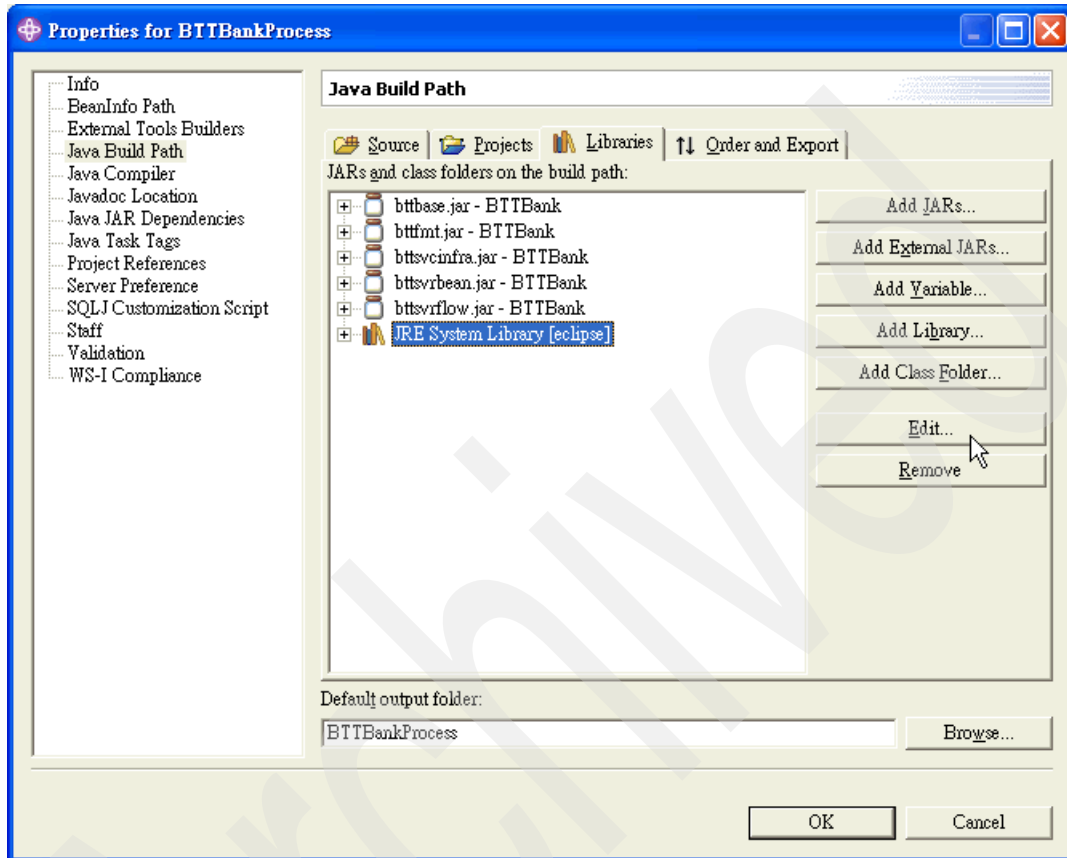 Properties for BTTBankProcess
Info
BeanInfo Path
External Tools Builders
Java Build Path
Java Compiler
Javadoc Location
Java JAR Dependencies
Java Task Tags
Project References
Server Preference
SQLJ Customization Script
Staff
Validation
WS-I Compliance
Java Build Path
Source Projects Libraries Order and Export
JARs and class folders on the build path:
bttbase.jar - BTTBank
bttfmt.jar - BTTBank
bttsvcinfra.jar - BTTBank
bttsvrbean.jar - BTTBank
bttsvrflow.jar - BTTBank
JRE System Library [eclipse]
Add JARs...
Add External JARs...
Add Variable...
Add Library...
Add Class Folder...
Edit...
Remove
Default output folder:
BTTBankProcess
Browse...
OK Cancel
Archived